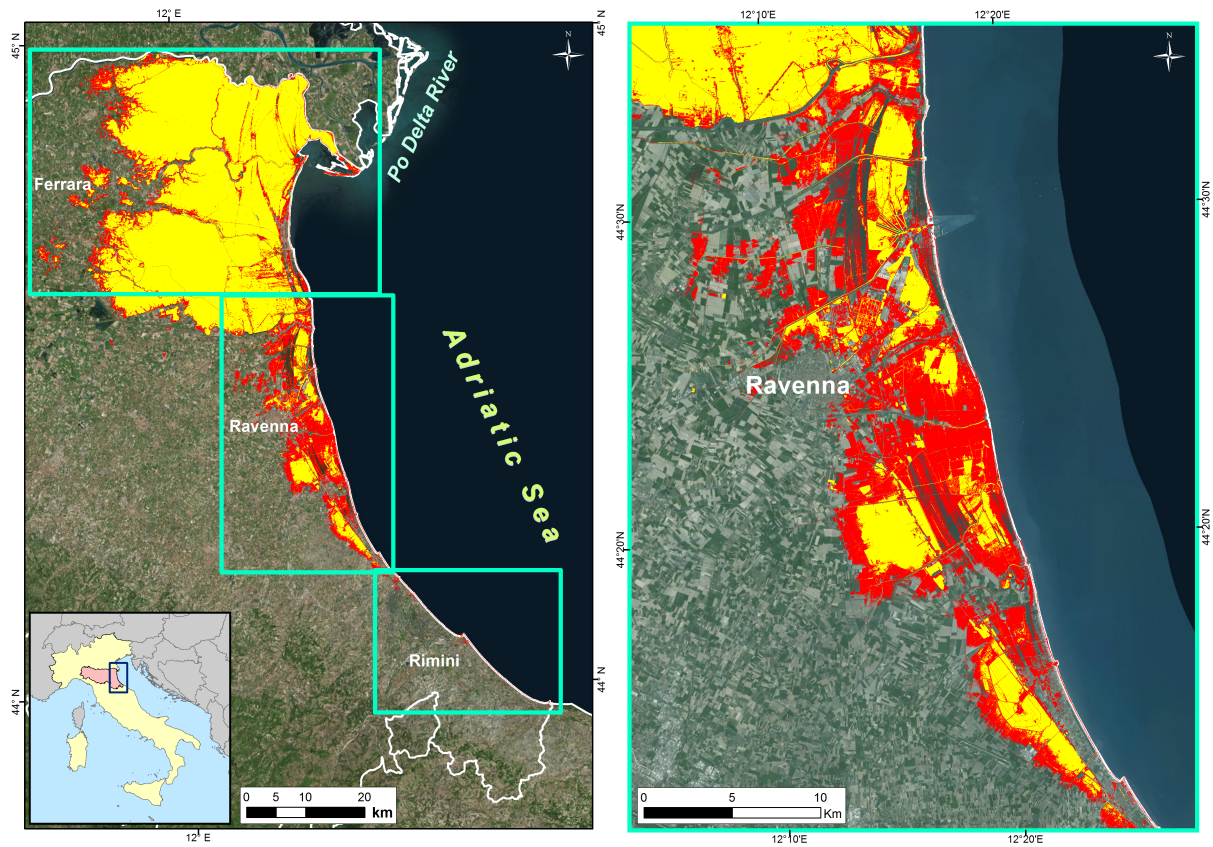 12° E
45° N
45° N
N
Po Delta River
Ferrara
Adriatic Sea
Ravenna
Rimini
44° N
44° N
0 5 10 20
km
12° E
12°10'E
12°20'E
N
44°30'N
44°30'N
Ravenna
44°20'N
44°20'N
0 5 10
Km
12°10'E
12°20'E